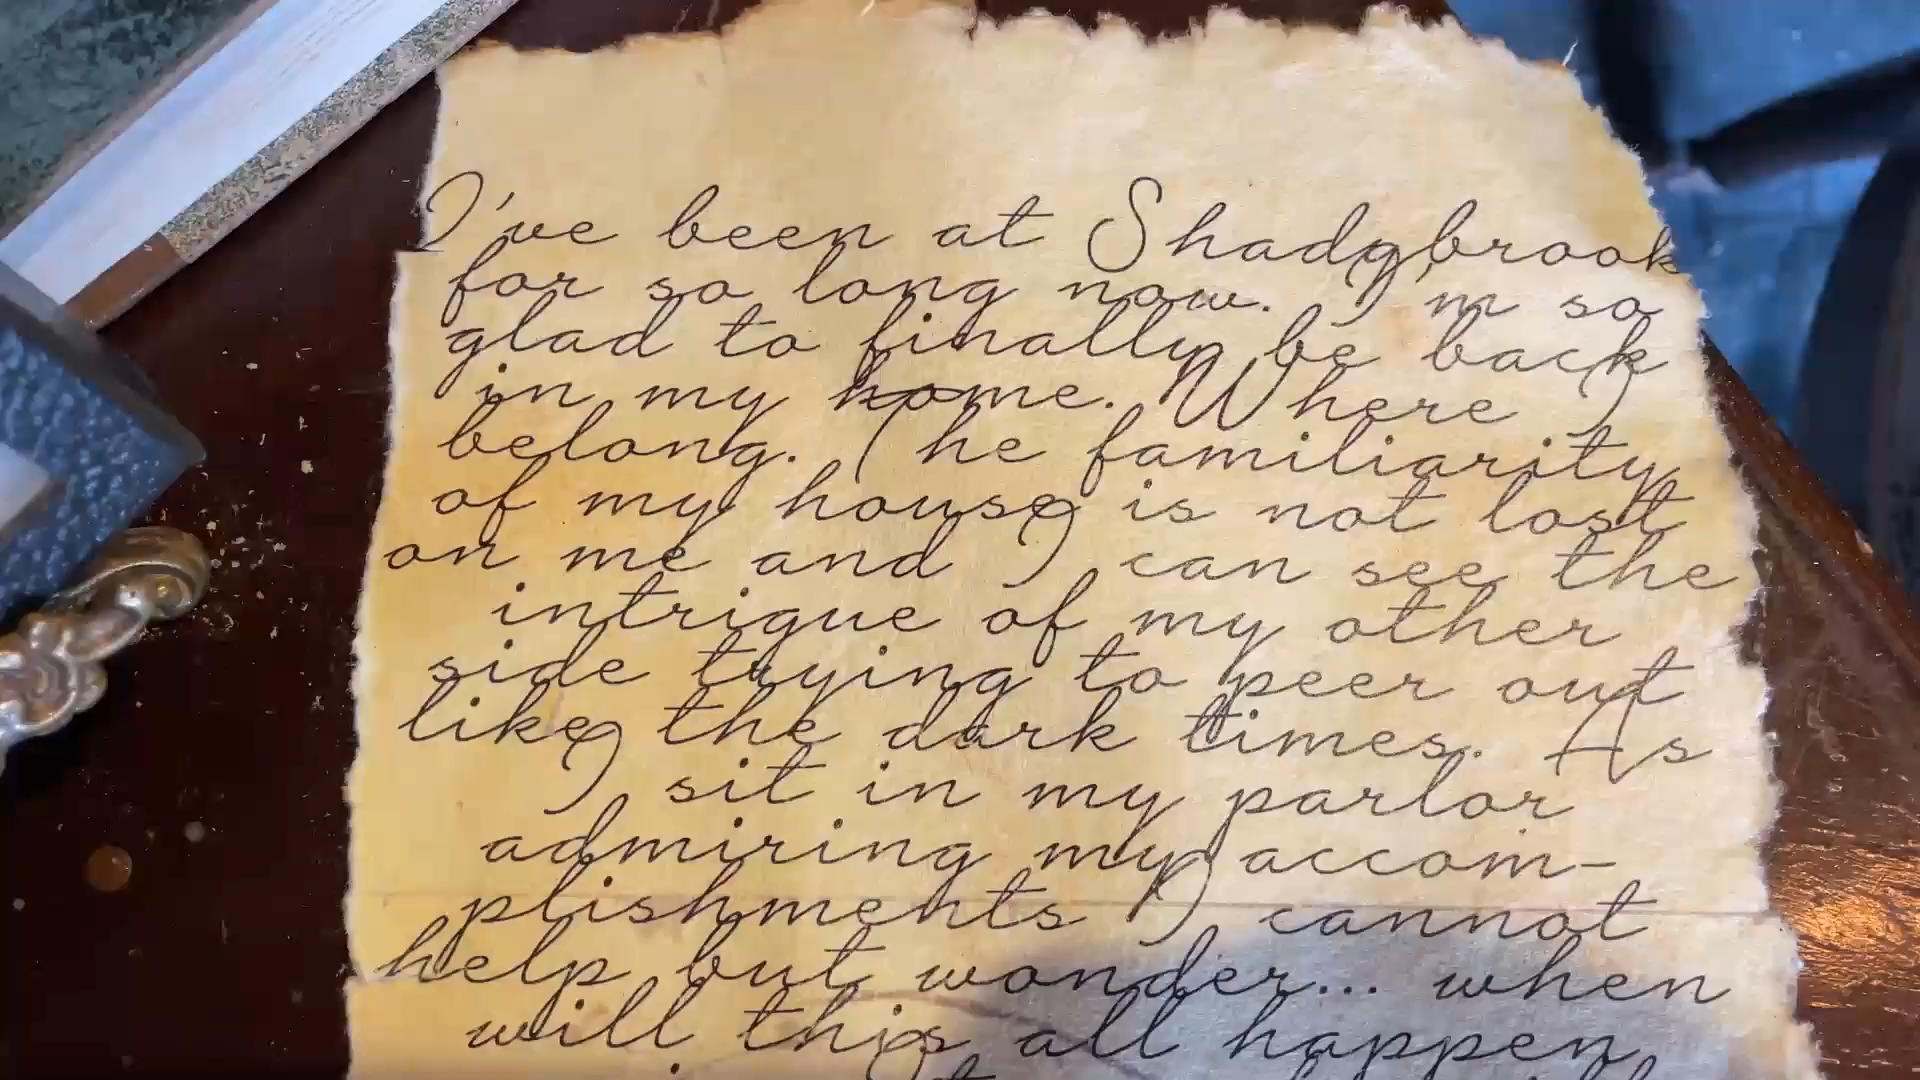 I've been at Shadybrook
for so long now. I'm so
glad to finally be back
in my home. Where I
belong. The familiarity
of my house is not lost
on me and I can see the
intrigue of my other
side trying to peer out
like the dark times. As
I sit in my parlor
admiring my accom-
plishments I cannot
help but wonder... when
will this all happen